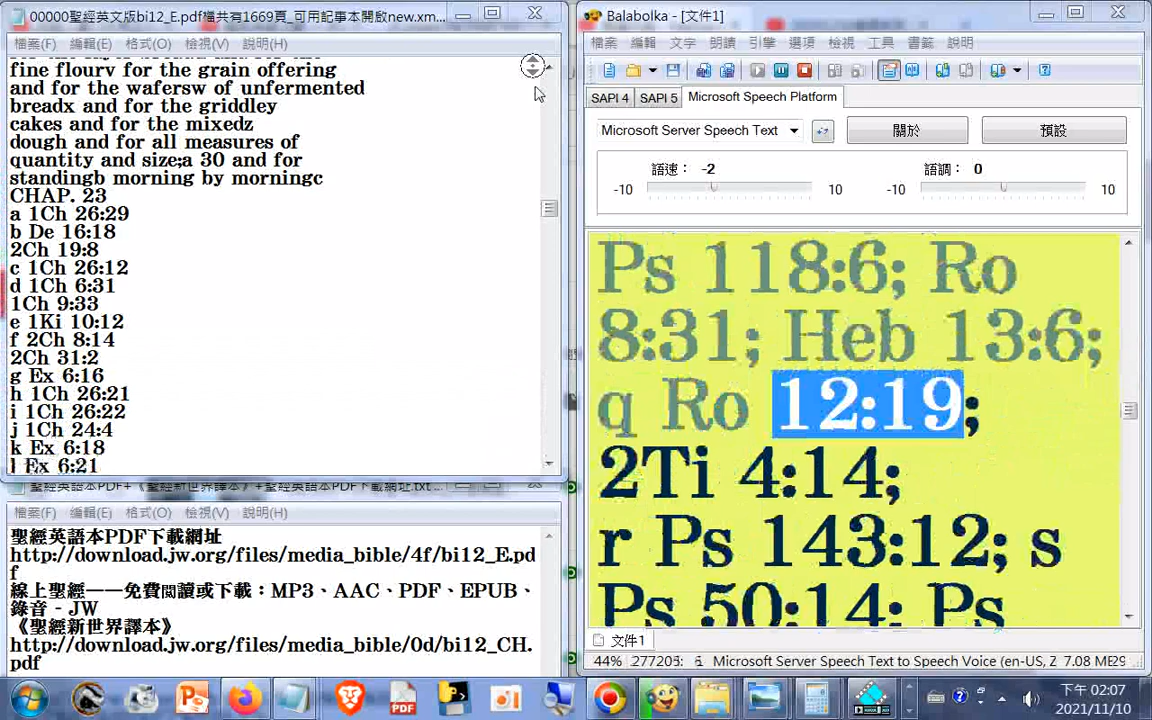 00000聖經英文版bi12_E.pdf檔共有1669頁_可用記事本開啟new.xm...
檔案(F) 編輯(E) 格式(O) 檢視(V) 說明(H)
fine flourv for the grain offering
and for the wafersw of unfermented
breadx and for the griddley
cakes and for the mixedz
dough and for all measures of
quantity and size;a 30 and for
standingb morning by morningc
CHAP. 23
a 1Ch 26:29
b De 16:18
2Ch 19:8
c 1Ch 26:12
d 1Ch 6:31
1Ch 9:33
e 1Ki 10:12
f 2Ch 8:14
2Ch 31:2
g Ex 6:16
h 1Ch 26:21
i 1Ch 26:22
j 1Ch 24:4
k Ex 6:18
l Ex 6:21
聖經英語本PDF+《聖經新世界譯本》+聖經英語本PDF下載網址.txt ...
檔案(F) 編輯(E) 格式(O) 檢視(V) 說明(H)
聖經英語本PDF下載網址
http://download.jw.org/files/media_bible/4f/bi12_E.pd
f
線上聖經——免費閱讀或下載：MP3、AAC、PDF、EPUB、
錄音 - JW
《聖經新世界譯本》
http://download.jw.org/files/media_bible/0d/bi12_CH.
pdf
Balabolka - [文件1]
檔案 編輯 文字 朗讀 引擎 選項 檢視 工具 書籤 說明
SAPI 4 SAPI 5 Microsoft Speech Platform
Microsoft Server Speech Text 關於 預設
語速： -2 語調： 0
-10 10 -10 10
Ps 118:6; Ro
8:31; Heb 13:6;
q Ro 12:19;
2Ti 4:14;
r Ps 143:12; s
Ps 50:14; Ps
文件1
44% Microsoft Server Speech Text to Speech Voice (en-US, Z 7.08 ME
PDF
下午 02:07
2021/11/10